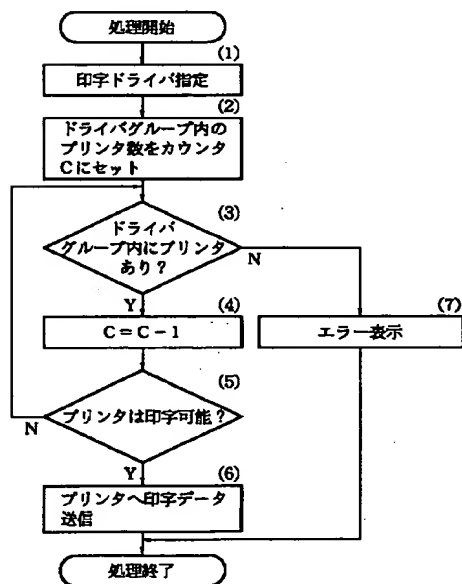 処理開始
(1)
印字ドライバ指定
(2)
ドライバグループ内の
プリンタ数をカウンタ
Cにセット
(3)
ドライバ
グループ内にプリンタ
あり?
N
Y
(4)
C=C-1
(7)
エラー表示
(5)
プリンタは印字可能?
N
Y
(6)
プリンタへ印字データ
送信
処理終了